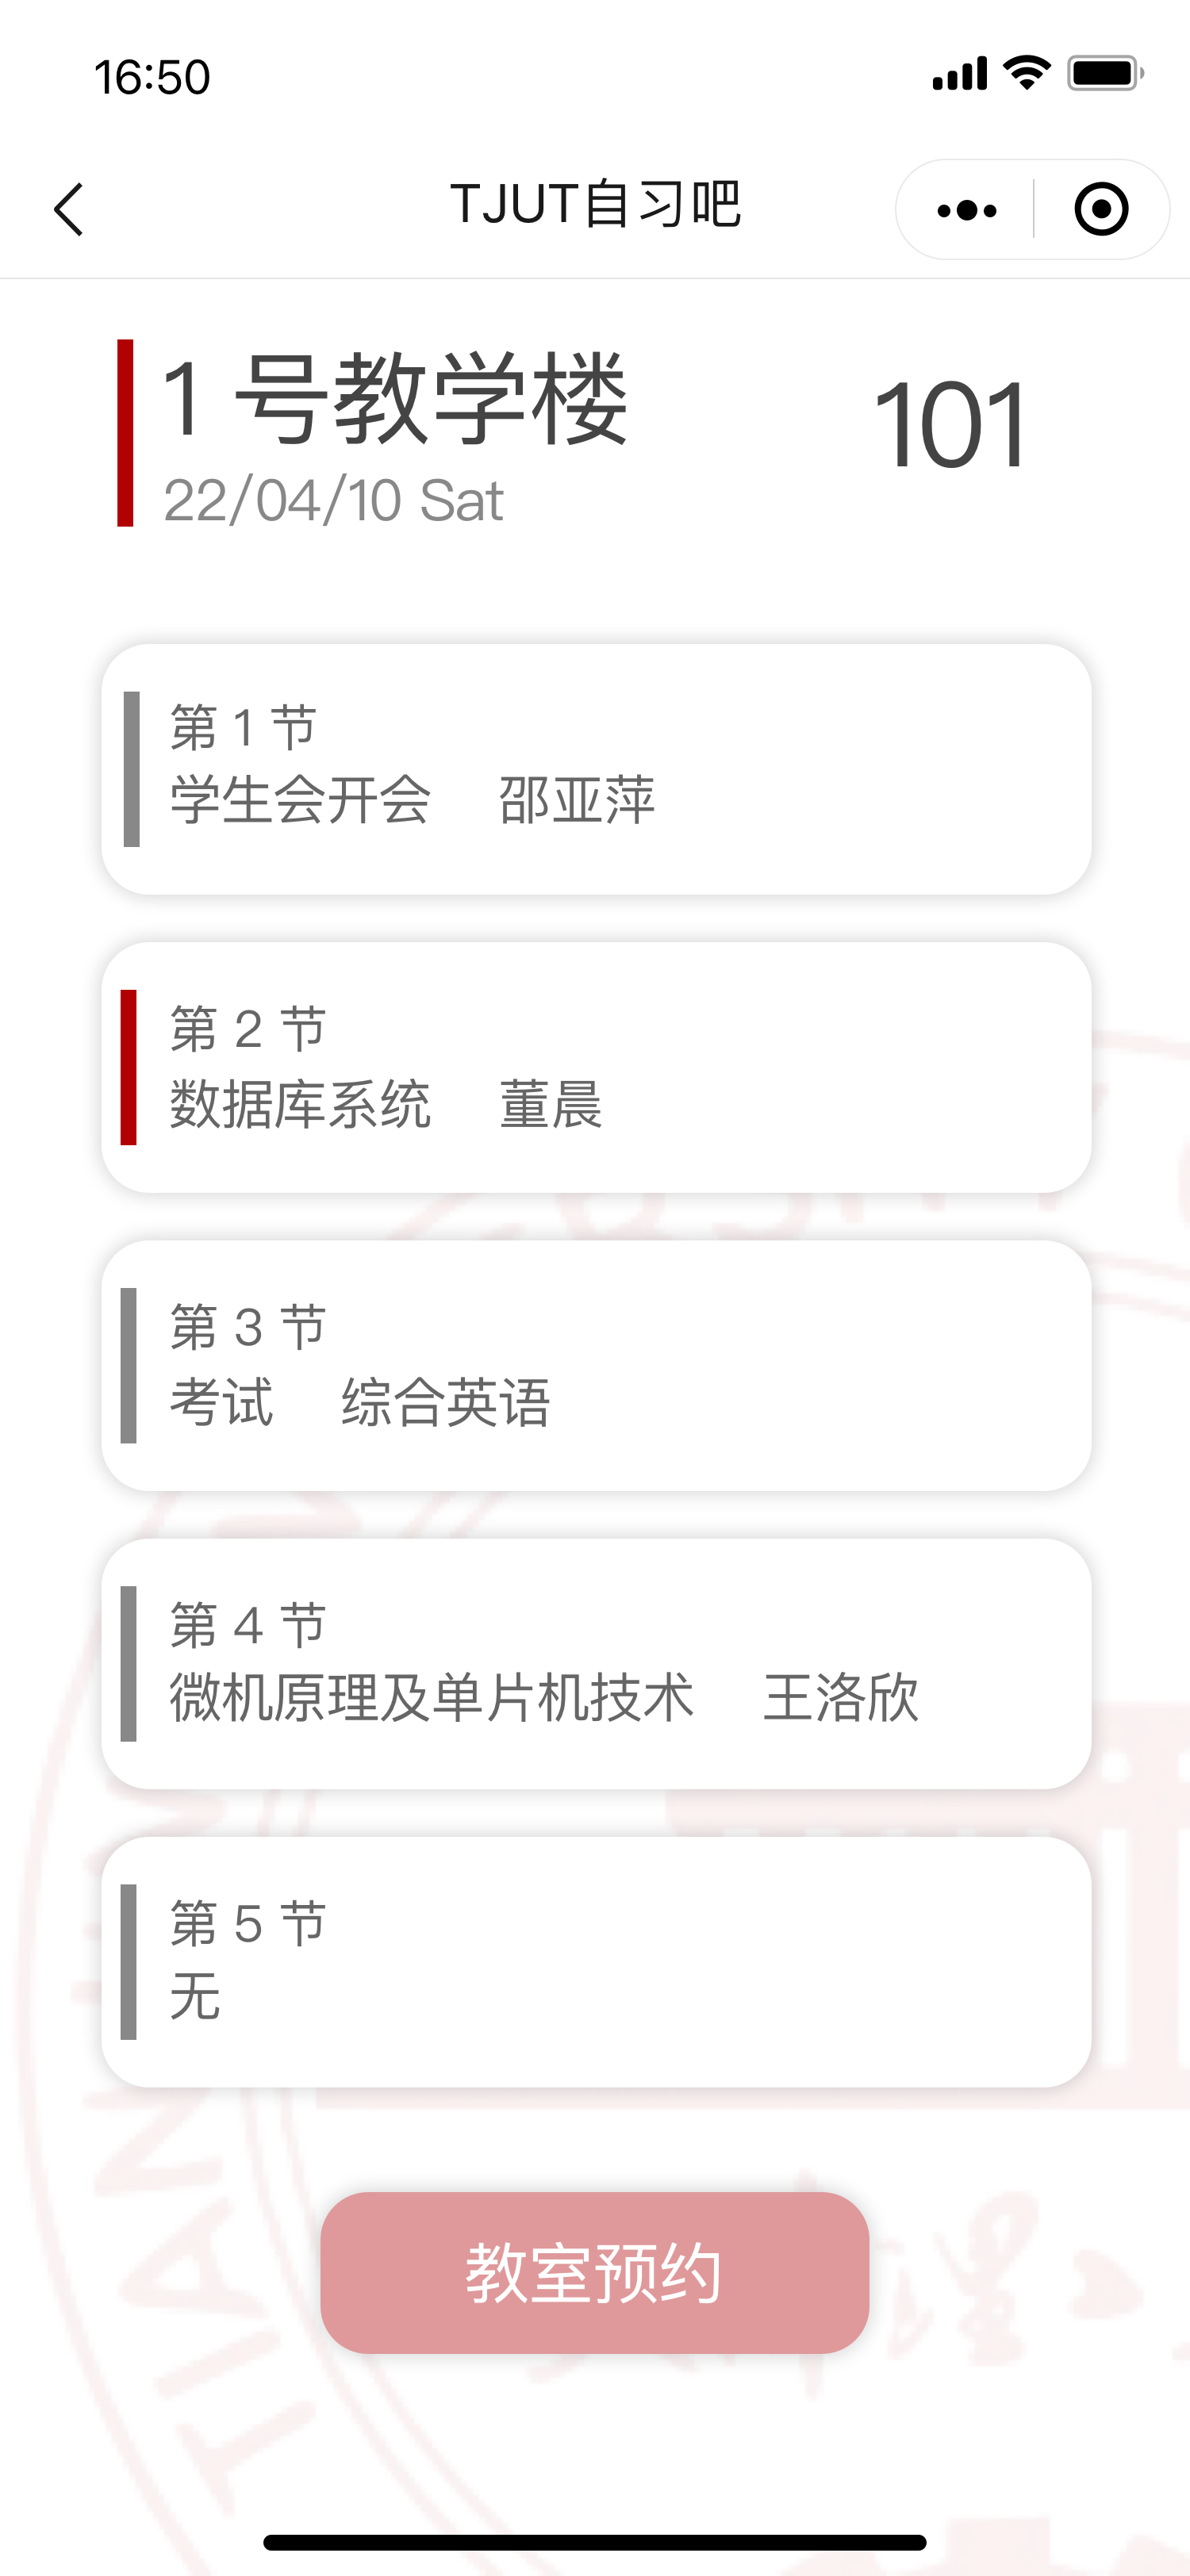 16:50
TJUT自习吧
1 号教学楼
101
22/04/10 Sat
第 1 节
学生会开会 邵亚萍
第 2 节
数据库系统 董晨
第 3 节
考试 综合英语
第 4 节
微机原理及单片机技术 王洛欣
第 5 节
无
教室预约